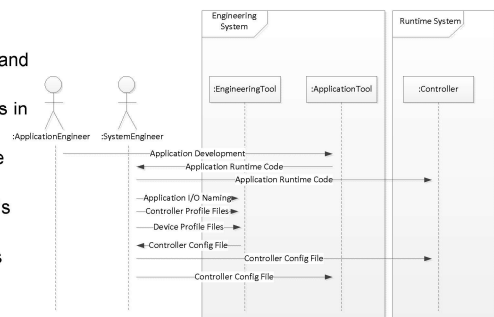 and
s in
e
s
s
Engineering
System
Runtime System
:EngineeringTool
:ApplicationTool
:Controller
:ApplicationEngineer
:SystemEngineer
Application Development
Application Runtime Code
Application Runtime Code
Application I/O Naming
Controller Profile Files
Device Profile Files
Controller Config File
Controller Config File
Controller Config File